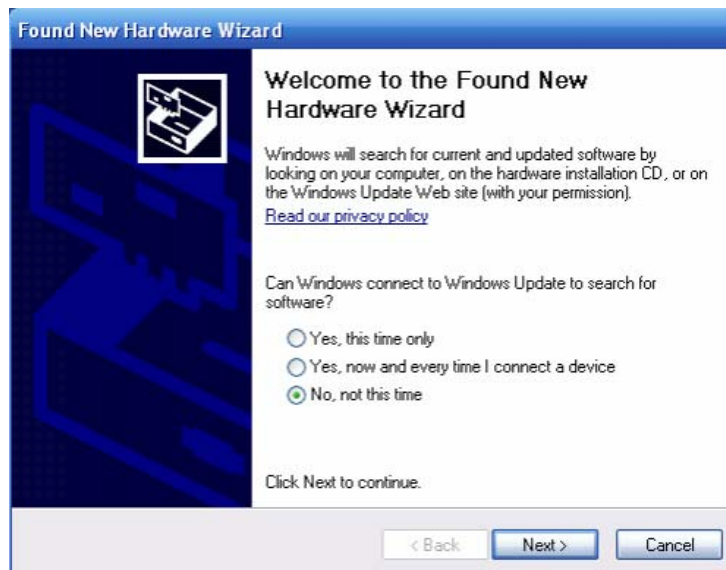 Found New Hardware Wizard
Welcome to the Found New
Hardware Wizard
Windows will search for current and updated software by
looking on your computer, on the hardware installation CD, or on
the Windows Update Web site (with your permission).
Read our privacy policy
Can Windows connect to Windows Update to search for
software?
Yes, this time only
Yes, now and every time I connect a device
No, not this time
Click Next to continue.
< Back
Next >
Cancel